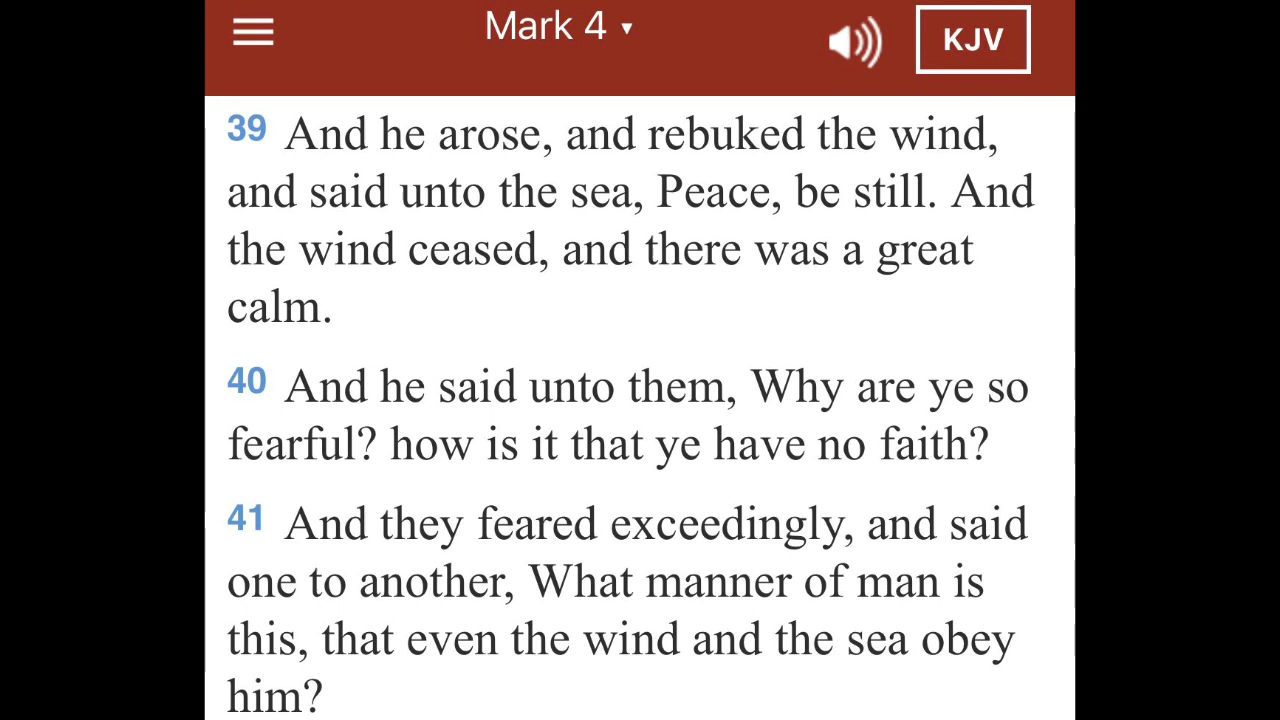 Mark 4 ▾
KJV
39 And he arose, and rebuked the wind,
and said unto the sea, Peace, be still. And
the wind ceased, and there was a great
calm.
40 And he said unto them, Why are ye so
fearful? how is it that ye have no faith?
41 And they feared exceedingly, and said
one to another, What manner of man is
this, that even the wind and the sea obey
him?